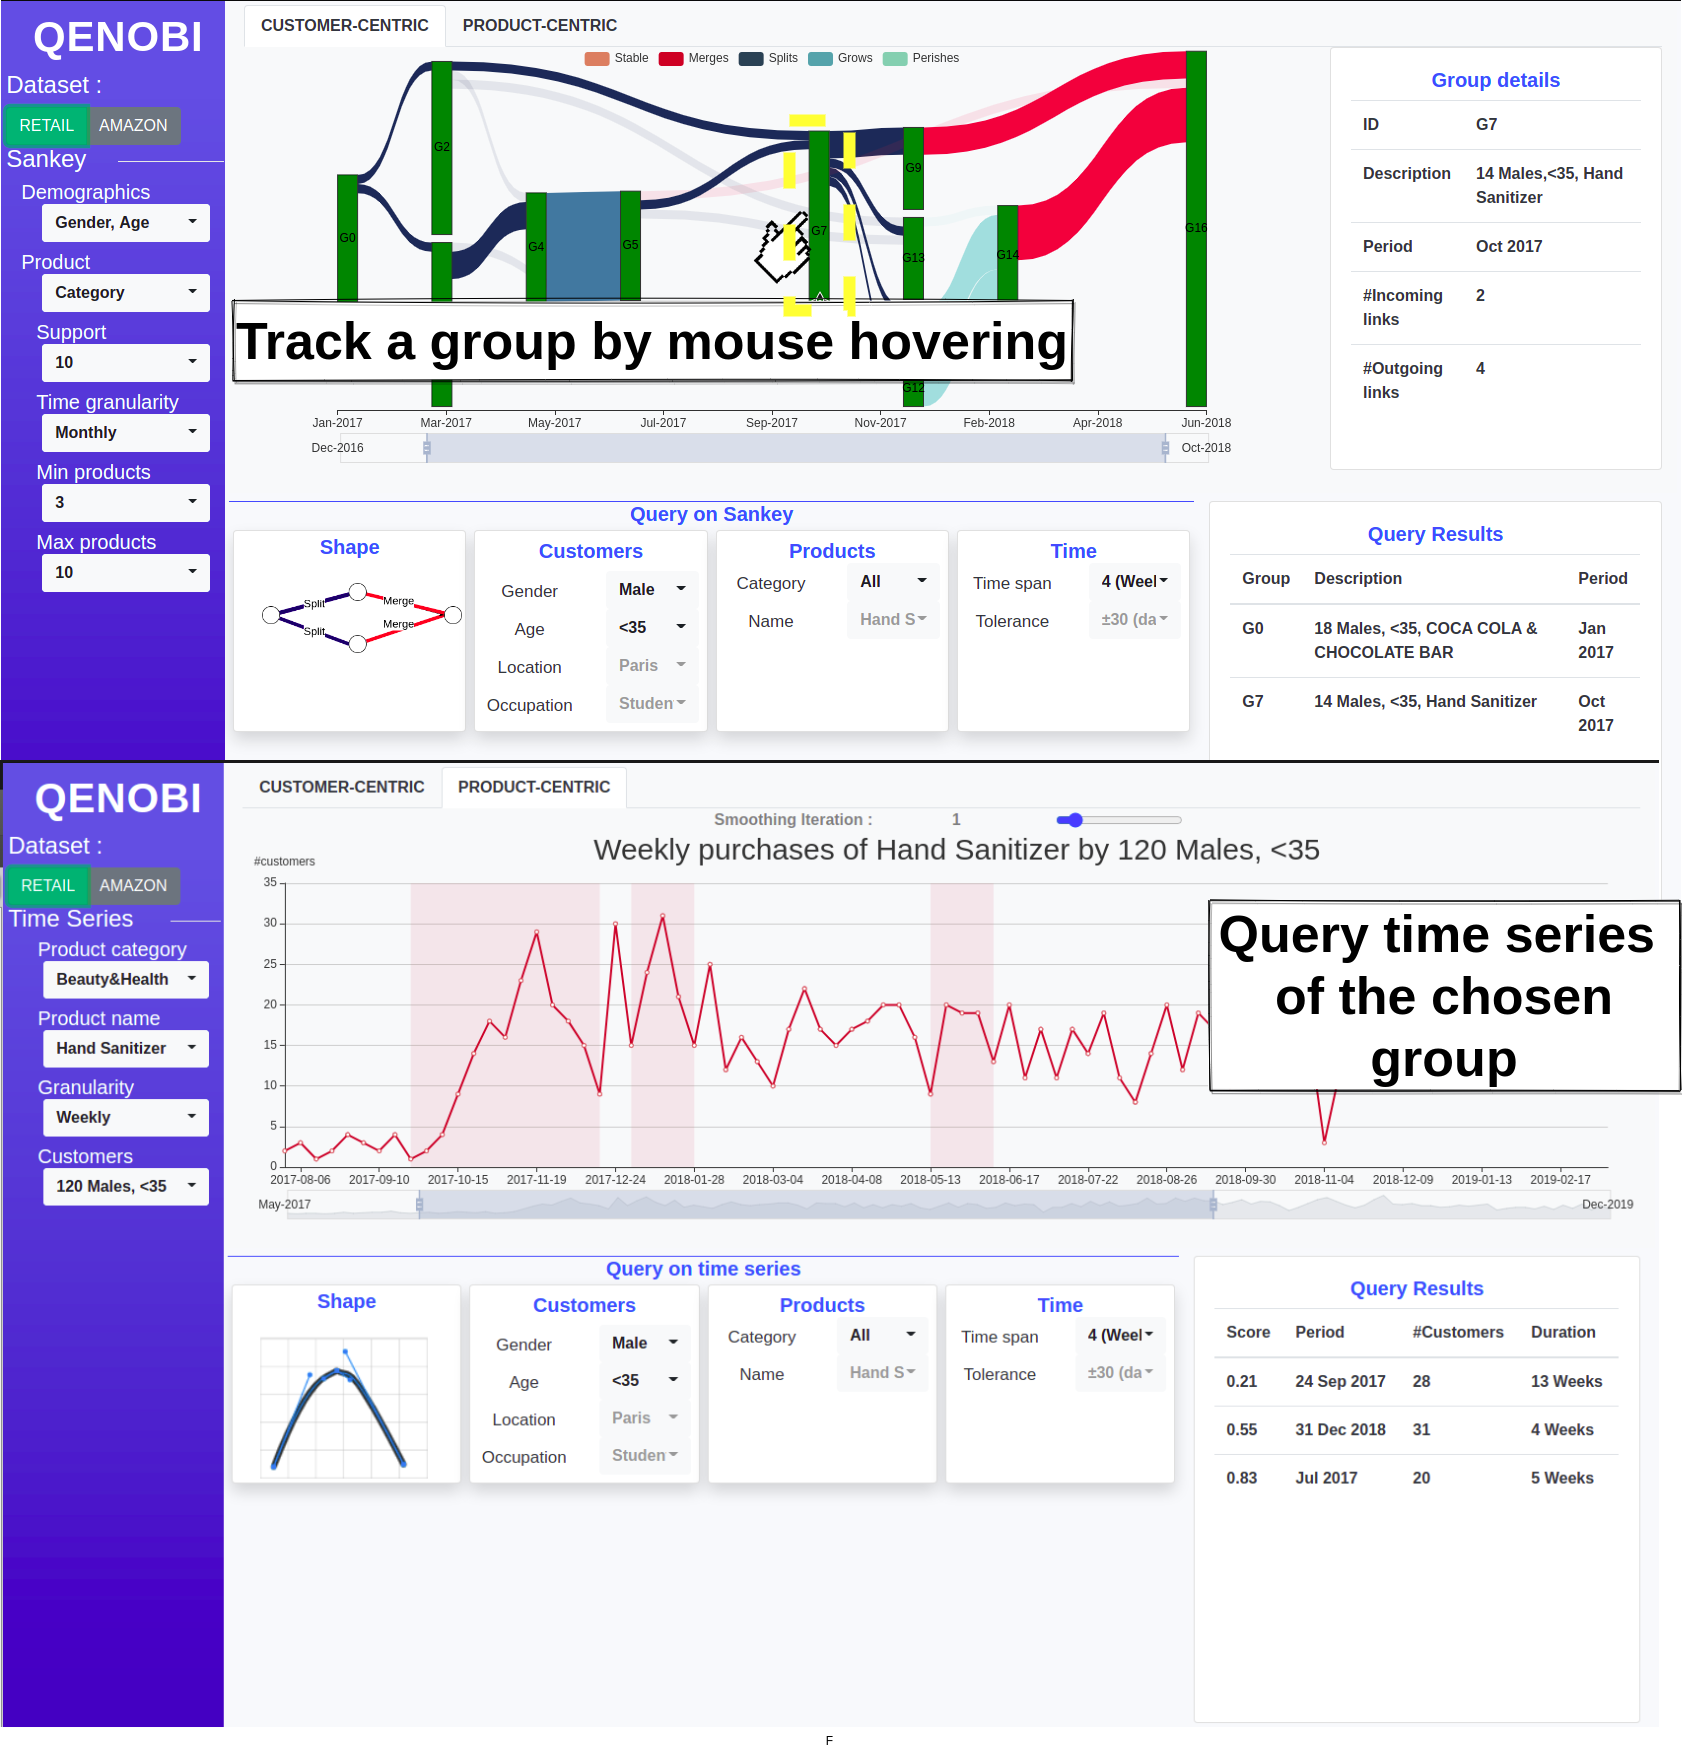 QENOBI
Dataset :
RETAIL AMAZON
Sankey
Demographics
Gender, Age
Product
Category
Support
10
Time granularity
Monthly
Min products
3
Max products
10
CUSTOMER-CENTRIC PRODUCT-CENTRIC
Stable Merges Splits Grows Perishes
G0
G2
G4
G5
G7
G9
G13
G12
G14
G16
Track a group by mouse hovering
Jan-2017 Mar-2017 May-2017 Jul-2017 Sep-2017 Nov-2017 Feb-2018 Apr-2018 Jun-2018
Dec-2016 Oct-2018
Group details
ID G7
Description 14 Males,<35, Hand
Sanitizer
Period Oct 2017
#Incoming 2
links
#Outgoing 4
links
Query on Sankey
Shape
Split Merge
Split Merge
Customers
Gender Male
Age <35
Location Paris
Occupation Studen
Products
Category All
Name Hand S
Time
Time span 4 (Weel
Tolerance ±30 (da
Query Results
Group Description Period
G0 18 Males, <35, COCA COLA & Jan
CHOCOLATE BAR 2017
G7 14 Males, <35, Hand Sanitizer Oct
2017
QENOBI
Dataset :
RETAIL AMAZON
Time Series
Product category
Beauty&Health
Product name
Hand Sanitizer
Granularity
Weekly
Customers
120 Males, <35
CUSTOMER-CENTRIC PRODUCT-CENTRIC
Smoothing Iteration : 1
Weekly purchases of Hand Sanitizer by 120 Males, <35
#customers
35
30
25
20
15
10
5
0
2017-08-06 2017-09-10 2017-10-15 2017-11-19 2017-12-24 2018-01-28 2018-03-04 2018-04-08 2018-05-13 2018-06-17 2018-07-22 2018-08-26 2018-09-30 2018-11-04 2018-12-09 2019-01-13 2019-02-17
May-2017 Dec-2019
Query time series
of the chosen
group
Query on time series
Shape
Customers
Gender Male
Age <35
Location Paris
Occupation Studen
Products
Category All
Name Hand S
Time
Time span 4 (Weel
Tolerance ±30 (da
Query Results
Score Period #Customers Duration
0.21 24 Sep 2017 28 13 Weeks
0.55 31 Dec 2018 31 4 Weeks
0.83 Jul 2017 20 5 Weeks
F